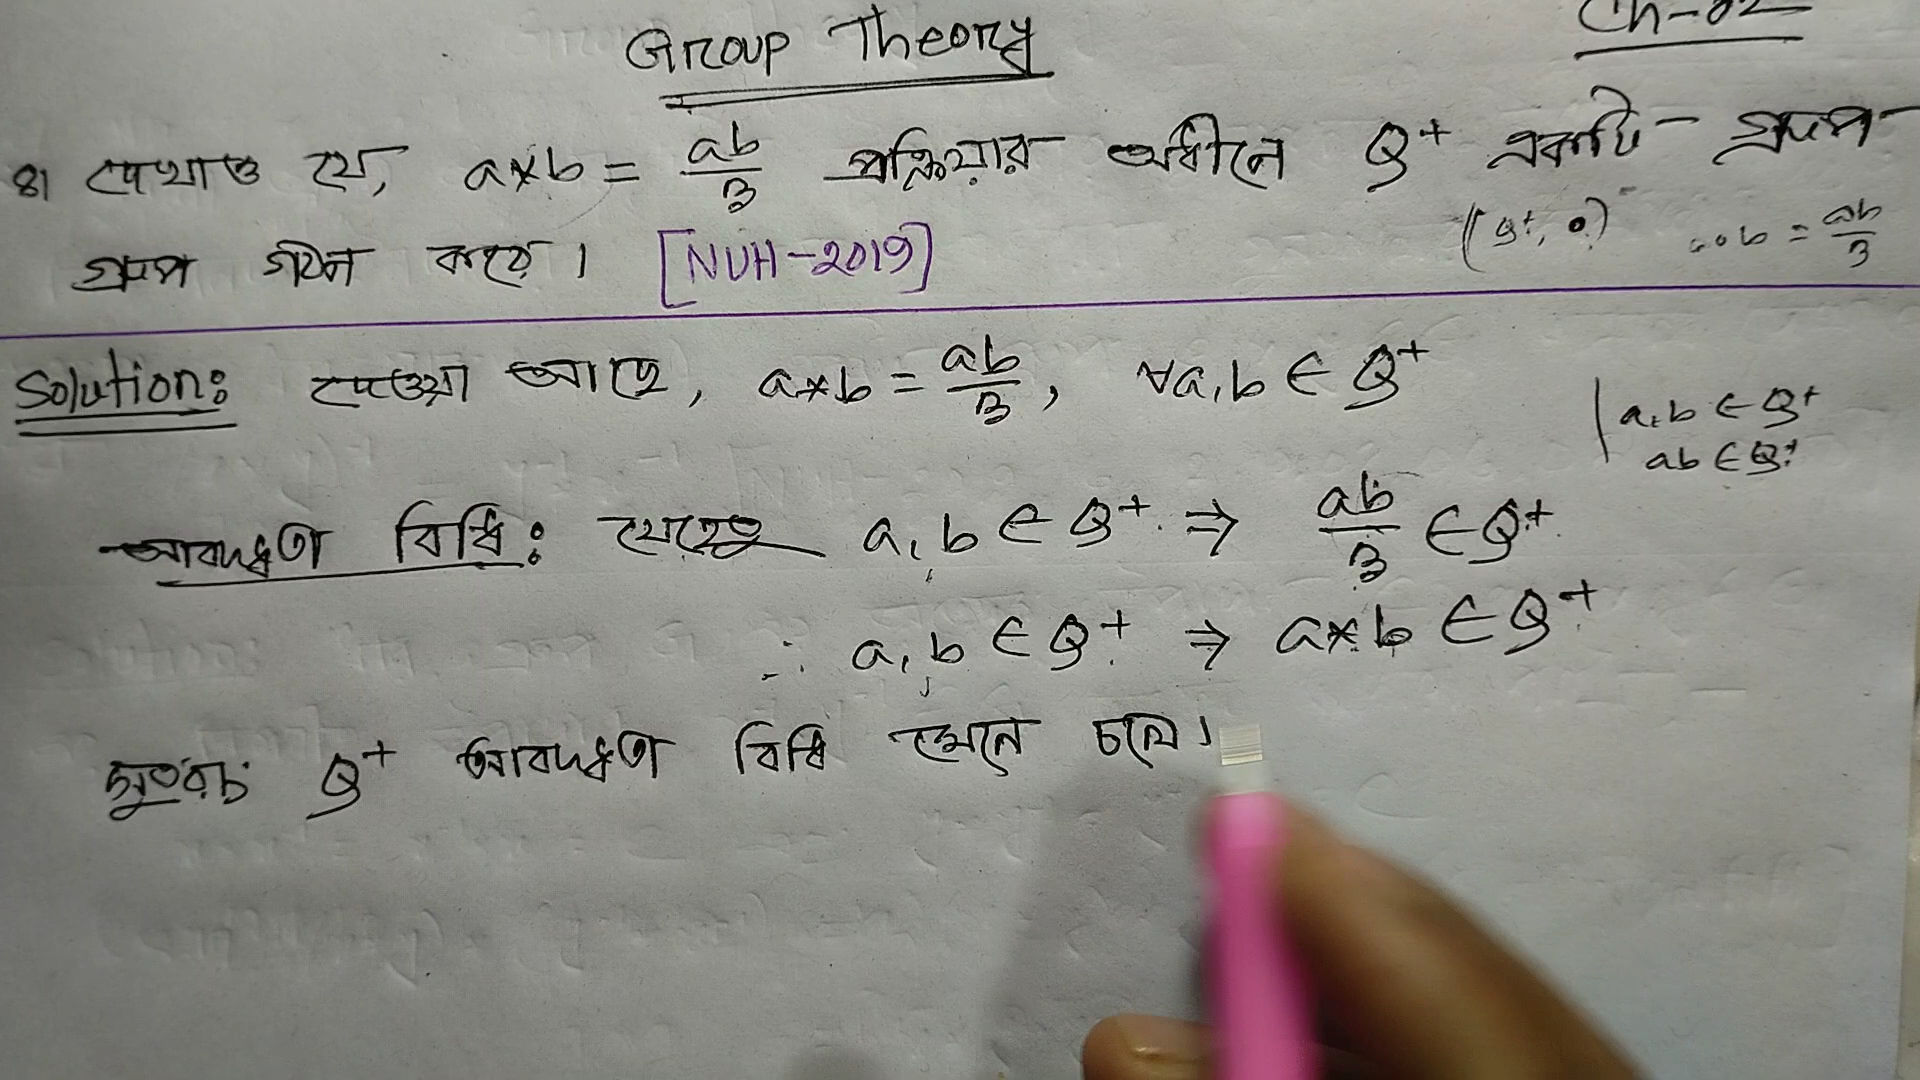 Group Theory
Ch-02
৪। দেখাও যে, a*b = ab/3 প্রক্রিয়ার অধীনে Q+ একটি গ্রুপ
(Q+, o) aob = ab/3
গ্রুপ গঠন করে। [NUH-2019]
Solution: দেওয়া আছে, a*b = ab/3, ∀a,b ∈ Q+
a,b ∈ Q+
ab ∈ Q+
আবদ্ধতা বিধি: যেহেতু a, b ∈ Q+ ⇒ ab/3 ∈ Q+
∴ a, b ∈ Q+ ⇒ a*b ∈ Q+
সুতরাং Q+ আবদ্ধতা বিধি মেনে চলে।